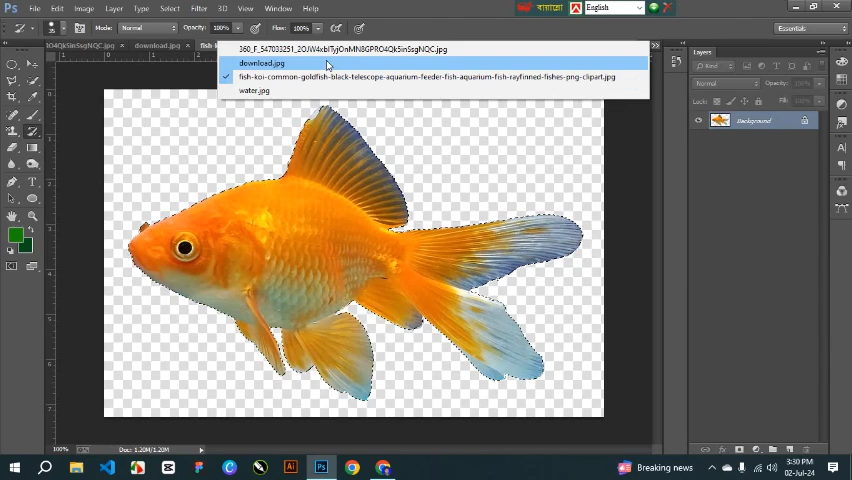 Ps File Edit Image Layer Type Select Filter 3D View Window Help
বায়ান্নো English
35 Mode: Normal Opacity: 100% Flow: 100% Essentials
download.jpg
360_F_547033251_2OJW4xbITyjOnMN8GPRO4Qk5inSsgNQC.jpg
download.jpg
fish-koi-common-goldfish-black-telescope-aquarium-feeder-fish-aquarium-fish-rayfinned-fishes-png-clipart.jpg
water.jpg
Layers
Kind
Normal Opacity: 100%
Lock: Fill: 100%
Background
100% Doc: 1.20M/1.20M
Breaking news
3:30 PM
02-Jul-24